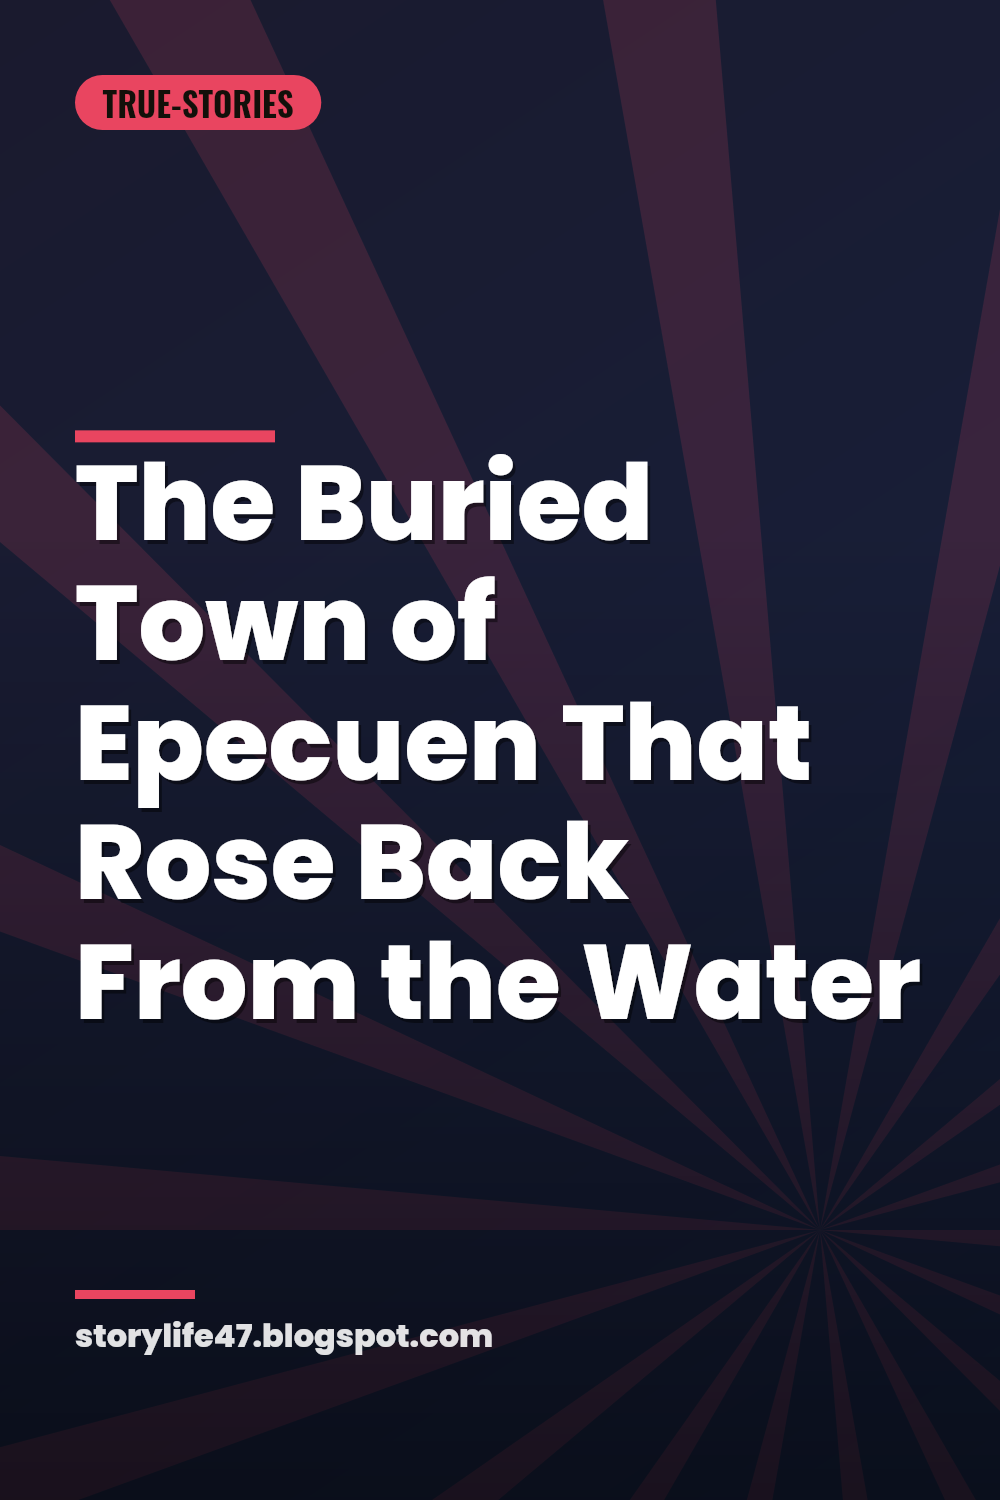 TRUE-STORIES
The Buried
Town of
Epecuen That
Rose Back
From the Water
storylife47.blogspot.com